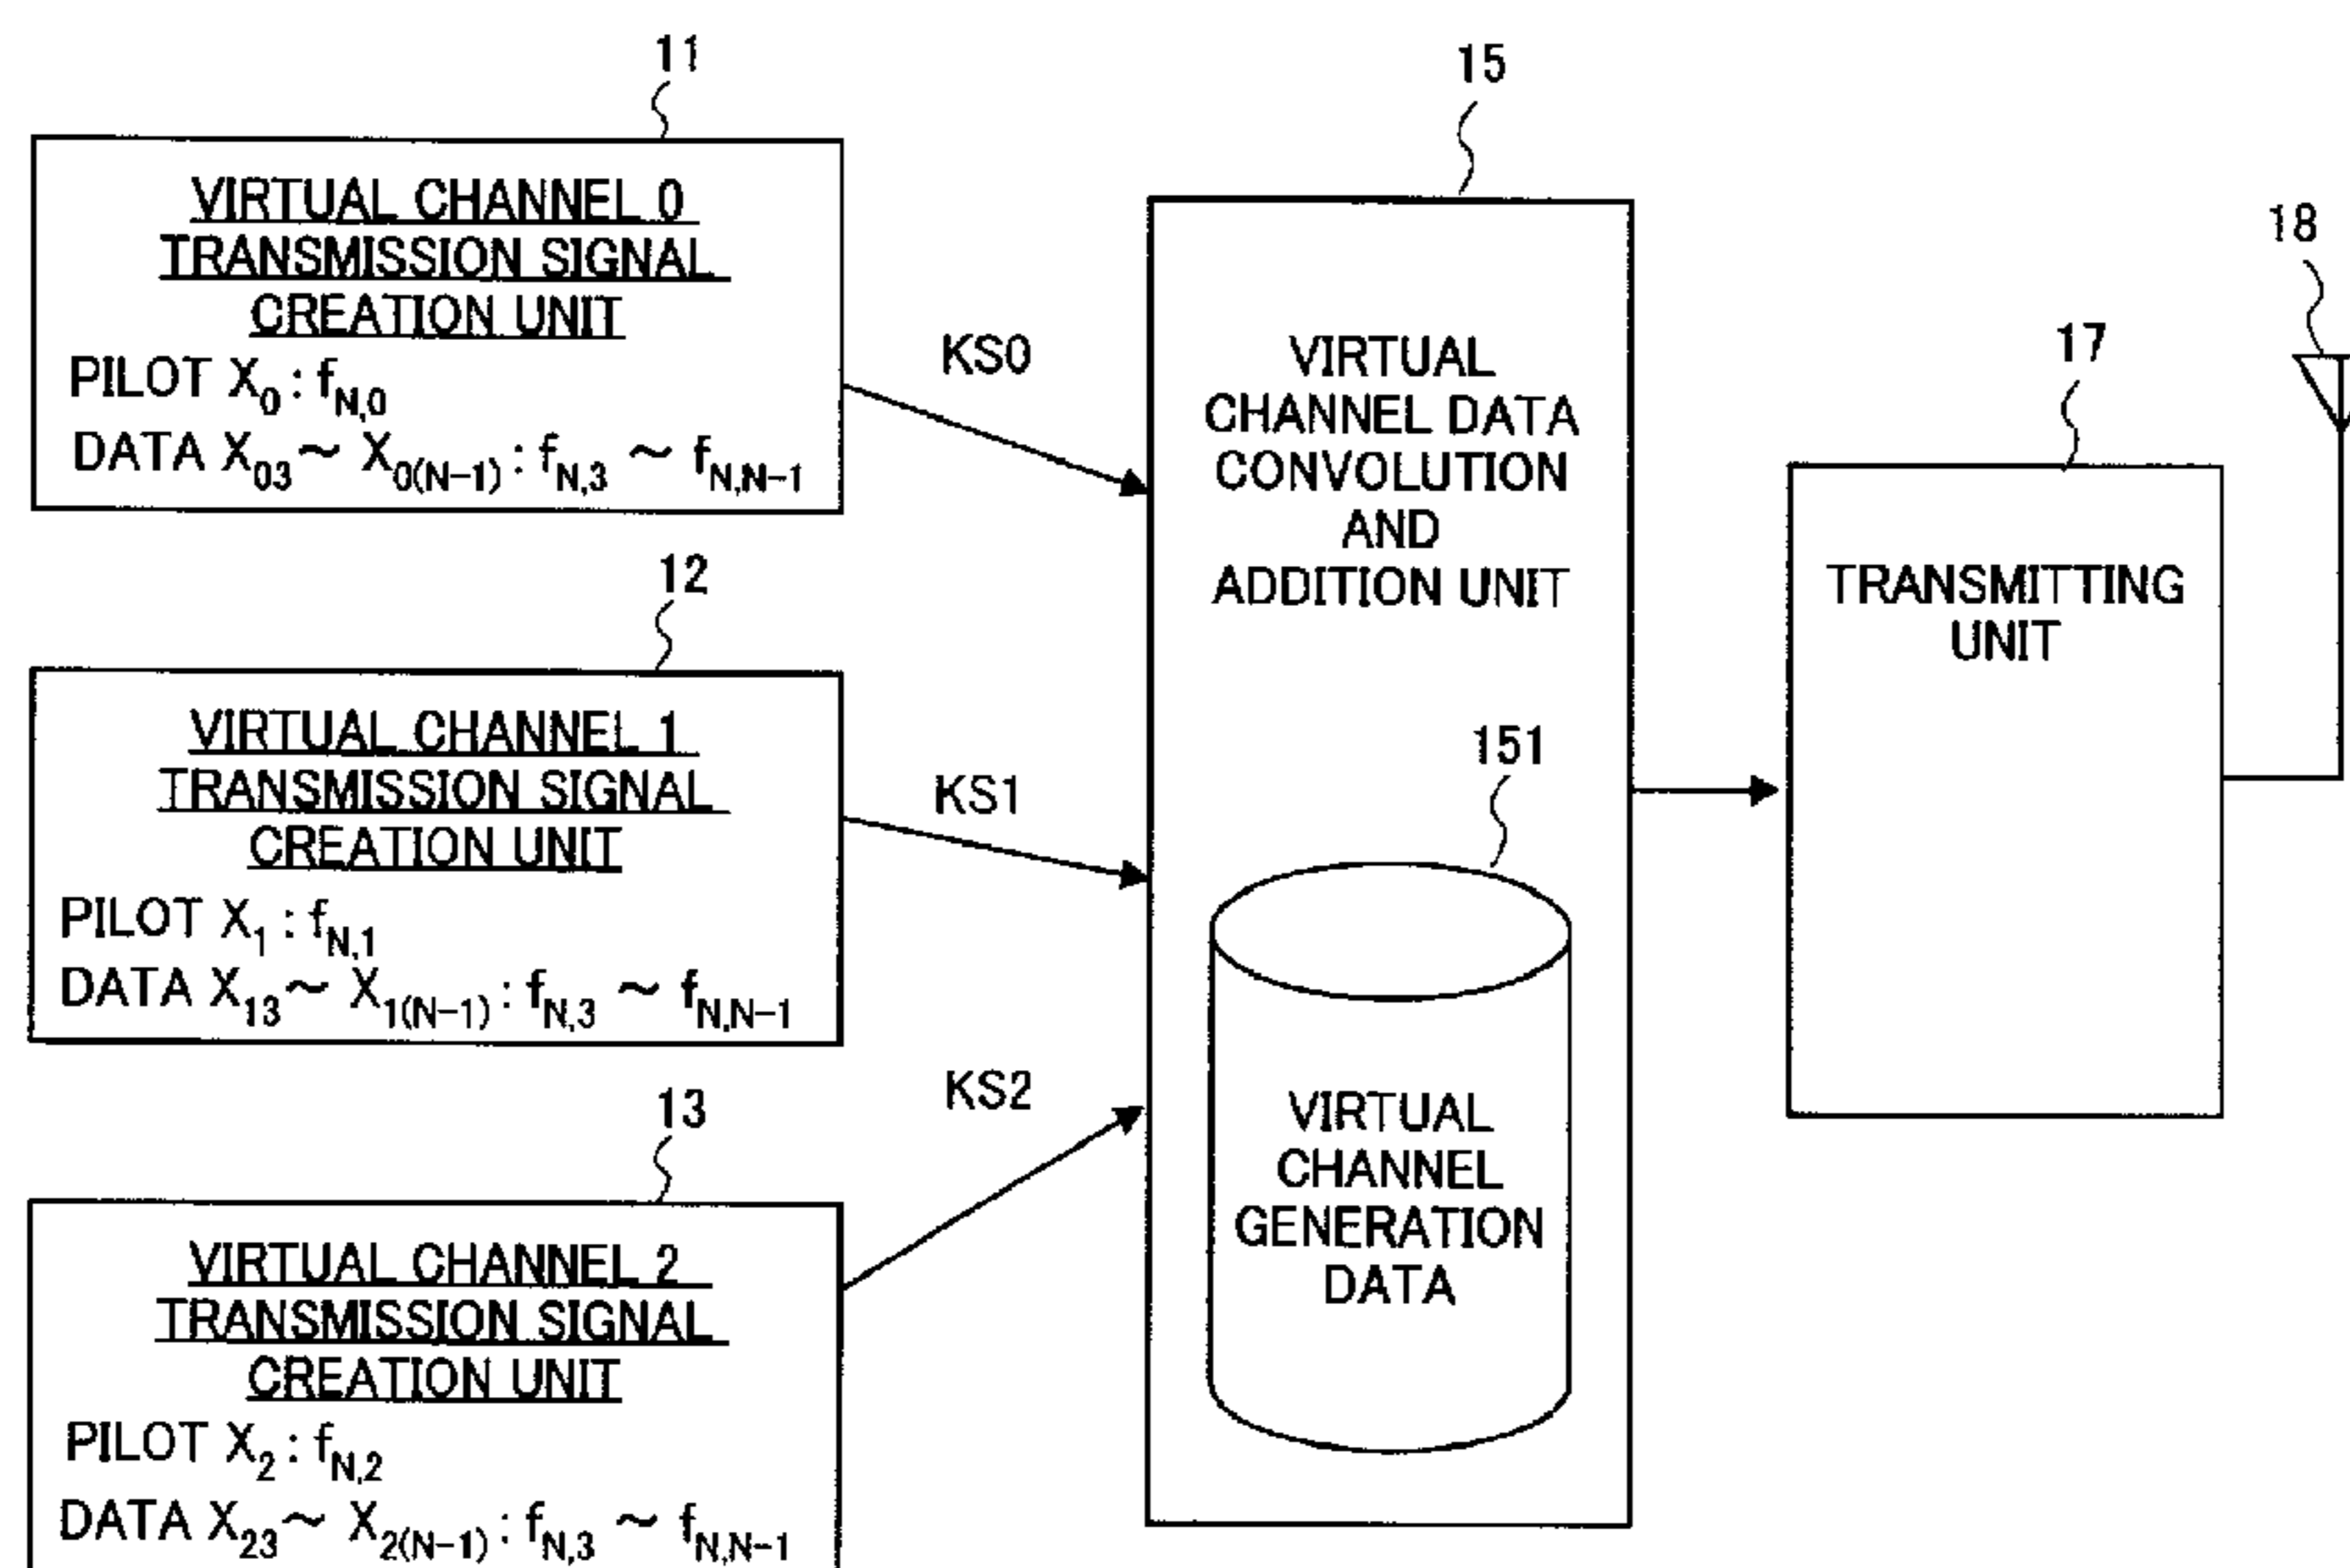 11
VIRTUAL CHANNEL 0
TRANSMISSION SIGNAL
CREATION UNIT
PILOT X0 : fN,0
DATA X03 ~ X0(N-1) : fN,3 ~ fN,N-1
12
VIRTUAL CHANNEL 1
TRANSMISSION SIGNAL
CREATION UNIT
PILOT X1 : fN,1
DATA X13 ~ X1(N-1) : fN,3 ~ fN,N-1
13
VIRTUAL CHANNEL 2
TRANSMISSION SIGNAL
CREATION UNIT
PILOT X2 : fN,2
DATA X23 ~ X2(N-1) : fN,3 ~ fN,N-1
KS0
KS1
KS2
15
VIRTUAL
CHANNEL DATA
CONVOLUTION
AND
ADDITION UNIT
151
VIRTUAL
CHANNEL
GENERATION
DATA
17
TRANSMITTING
UNIT
18